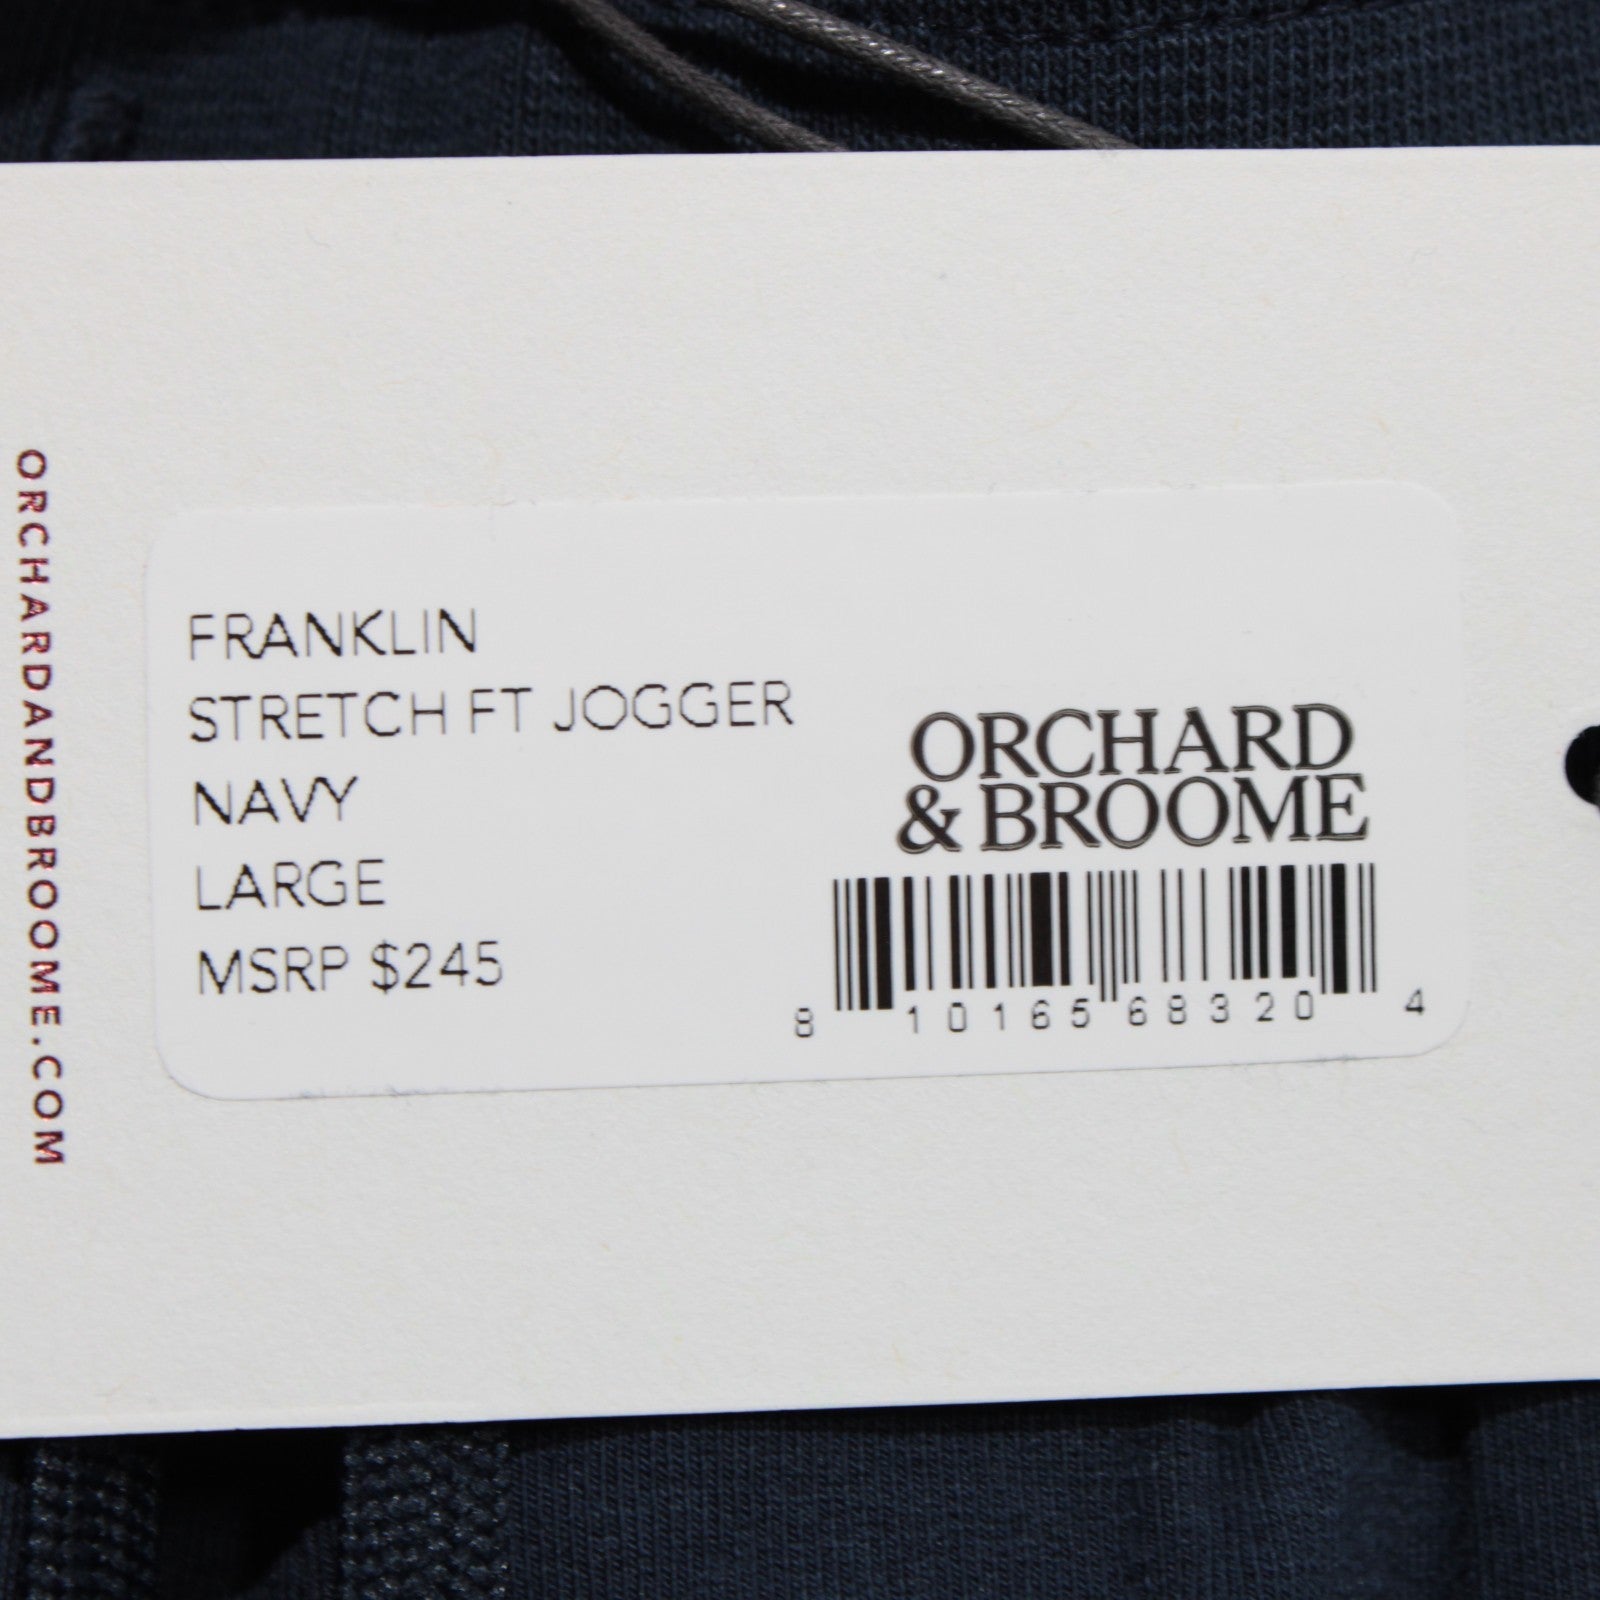 ORCHARDANDBROOME.COM
FRANKLIN
STRETCH FT JOGGER
NAVY
LARGE
MSRP $245
ORCHARD
& BROOME
8 10165 68320 4